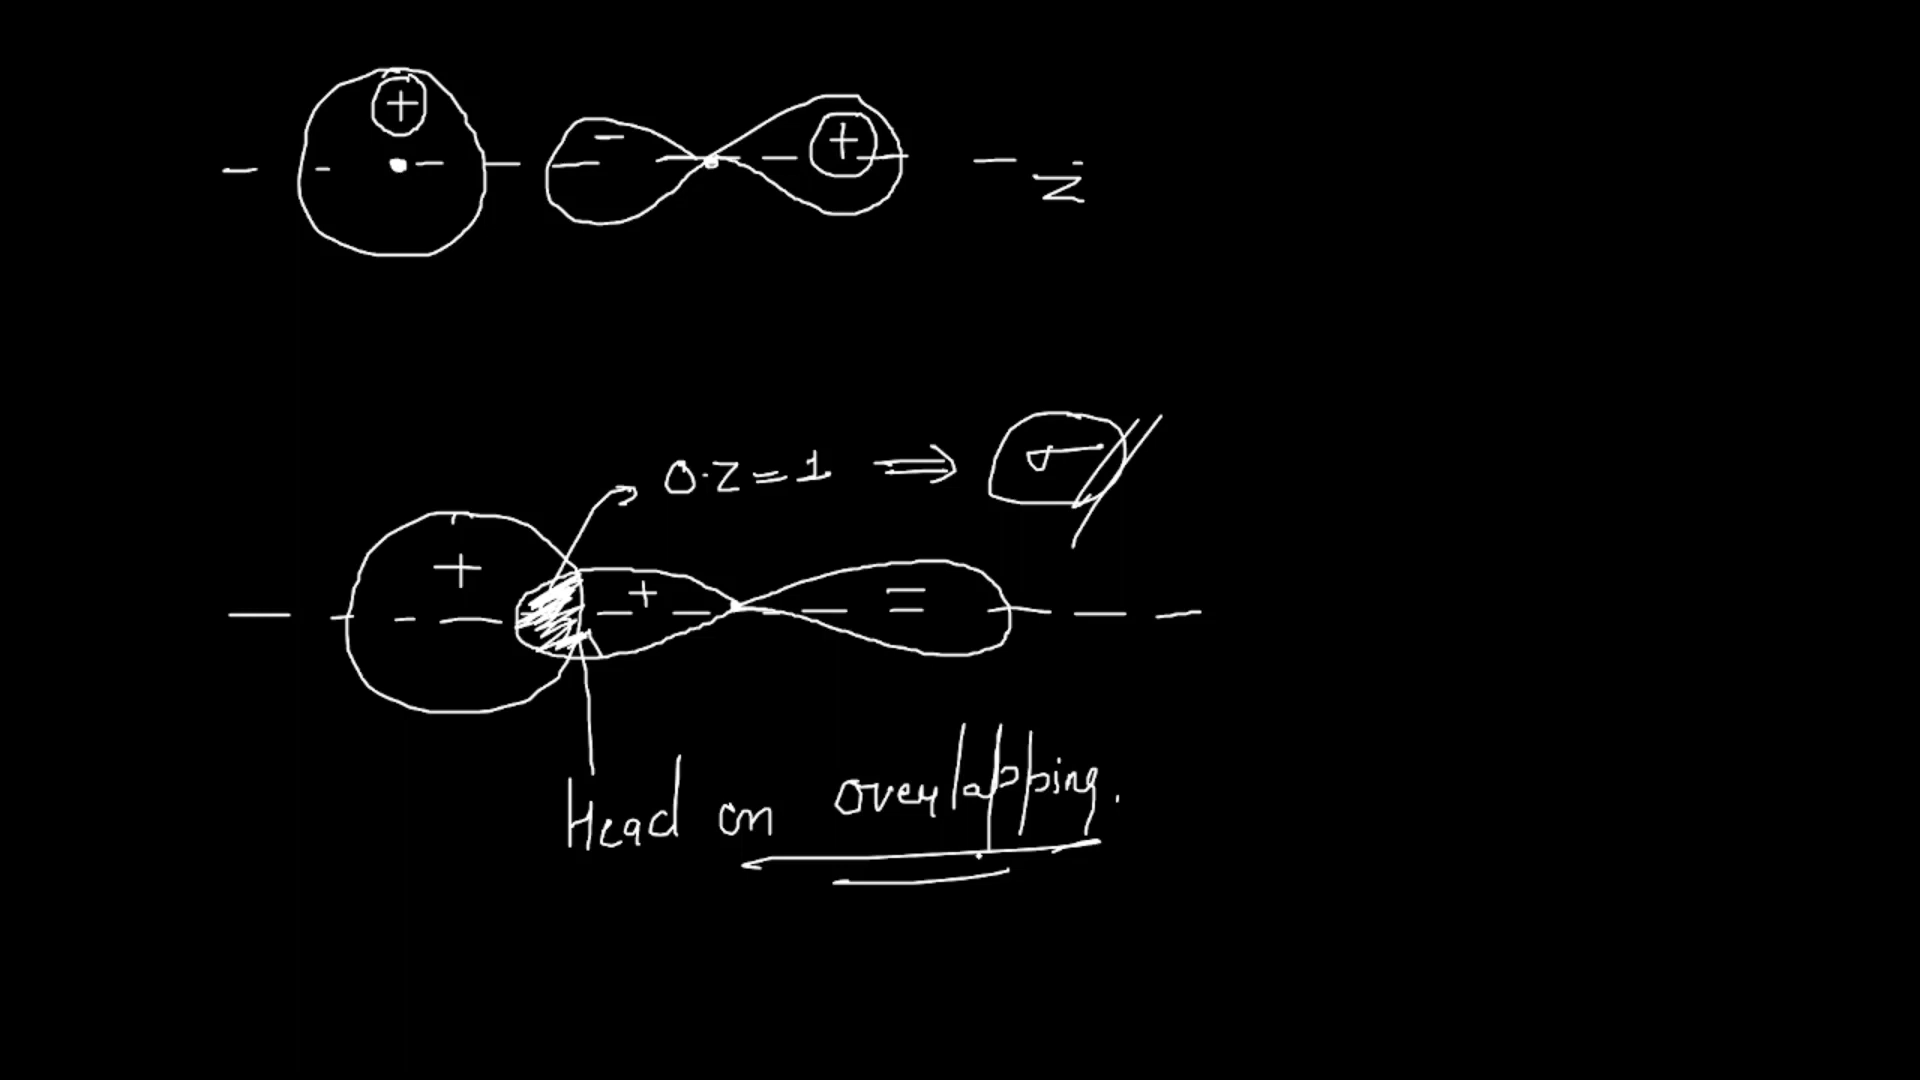 + - + z
O.Z = 1 ⇒ σ
+ + -
Head on overlapping.